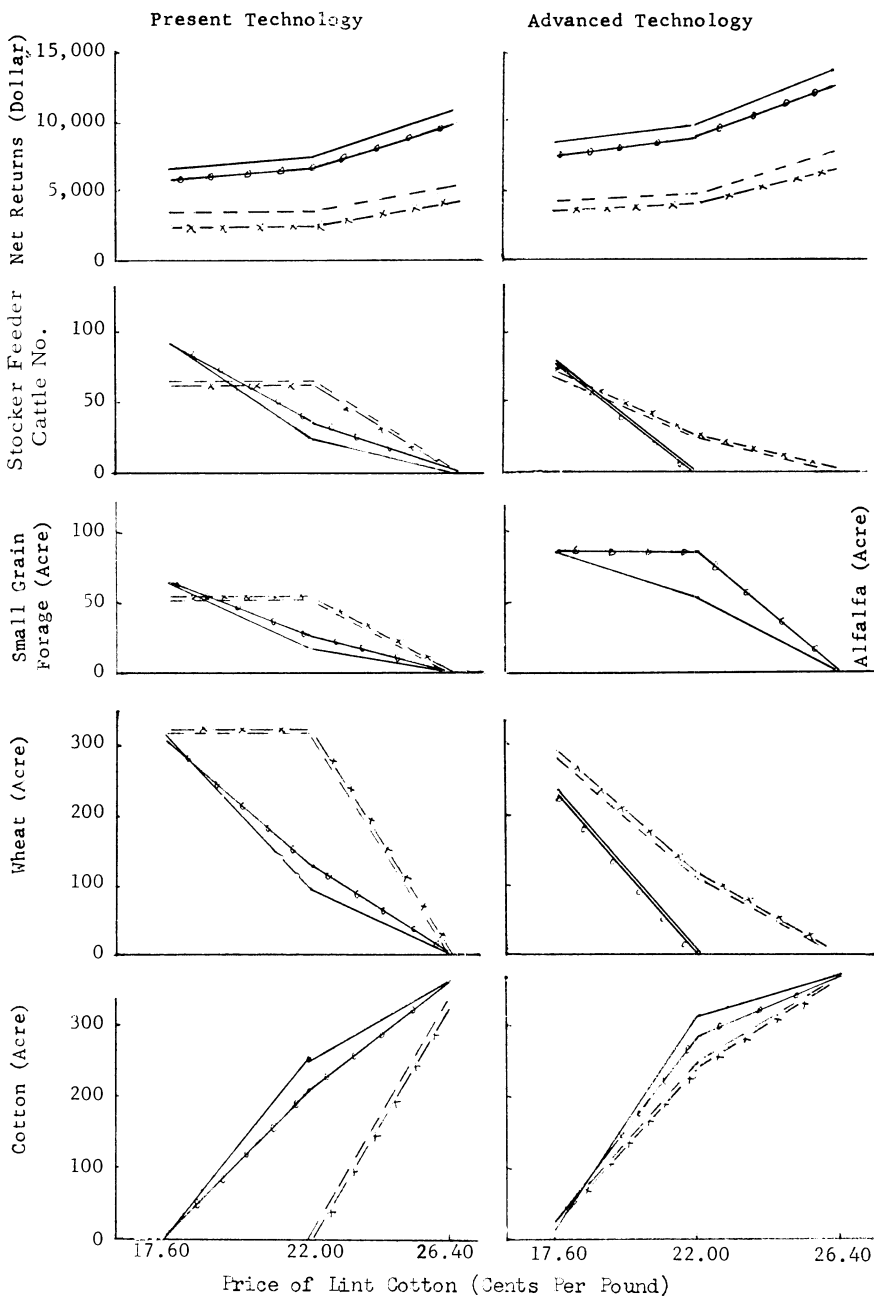 Present Technology
Advanced Technology
Net Returns (Dollar)
15,000
10,000
5,000
0
Stocker Feeder
Cattle No.
100
50
0
Small Grain
Forage (Acre)
100
50
0
Alfalfa (Acre)
Wheat (Acre)
300
200
100
0
Cotton (Acre)
300
200
100
0
17.60
22.00
26.40
17.60
22.00
26.40
Price of Lint Cotton (Cents Per Pound)